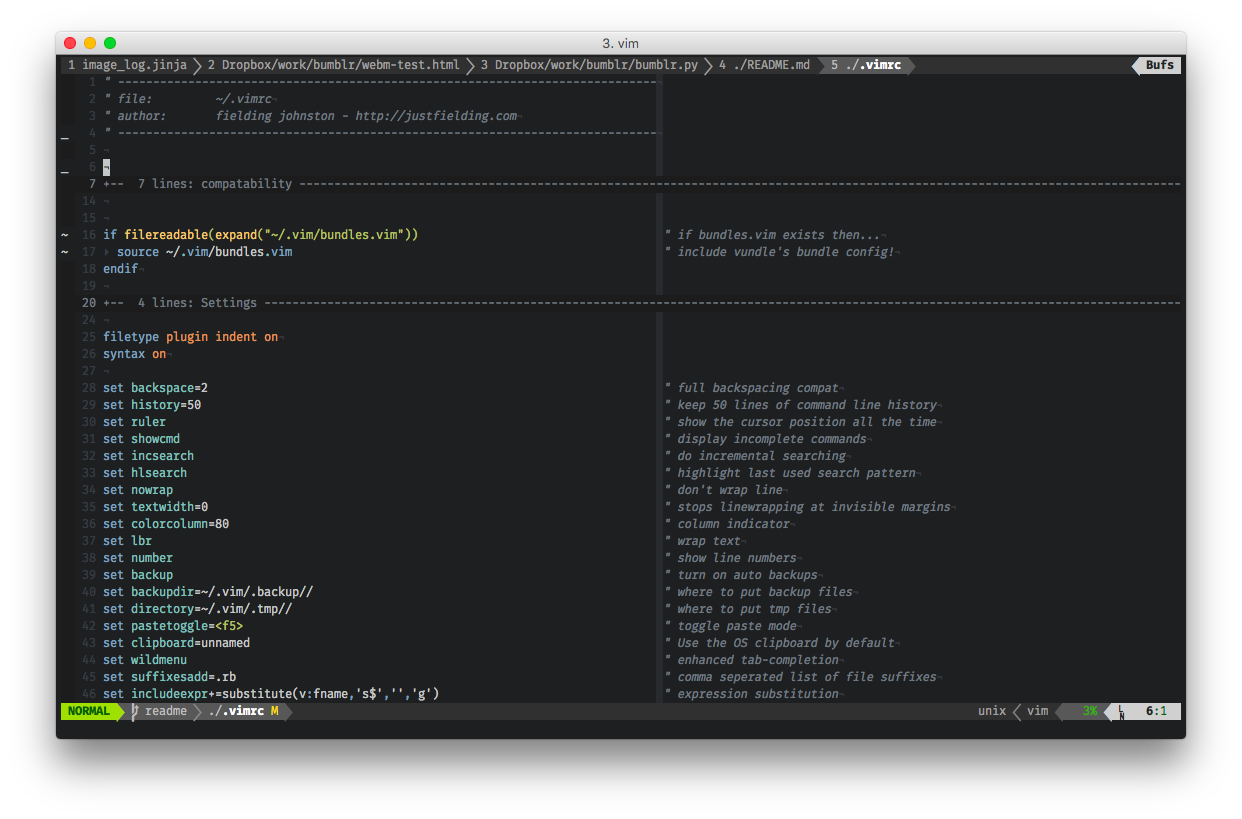 3. vim
1 image_log.jinja 2 Dropbox/work/bumblr/webm-test.html 3 Dropbox/work/bumblr/bumblr.py 4 ./README.md 5 ./.vimrc Bufs
1 " -----------------------------------------------------------------------------
2 " file: ~/.vimrc¬
3 " author: fielding johnston - http://justfielding.com¬
4 " -----------------------------------------------------------------------------¬
5 ¬
6 ¬
7 +-- 7 lines: compatability ------------------------------------------------------------------------------------------------------------------------------
14 ¬
15 ¬
~ 16 if filereadable(expand("~/.vim/bundles.vim")) " if bundles.vim exists then...¬
~ 17 › source ~/.vim/bundles.vim " include vundle's bundle config!¬
18 endif¬
19 ¬
20 +-- 4 lines: Settings -----------------------------------------------------------------------------------------------------------------------------------
24 ¬
25 filetype plugin indent on¬
26 syntax on¬
27 ¬
28 set backspace=2 " full backspacing compat¬
29 set history=50 " keep 50 lines of command line history¬
30 set ruler " show the cursor position all the time¬
31 set showcmd " display incomplete commands¬
32 set incsearch " do incremental searching¬
33 set hlsearch " highlight last used search pattern¬
34 set nowrap " don't wrap line¬
35 set textwidth=0 " stops linewrapping at invisible margins¬
36 set colorcolumn=80 " column indicator¬
37 set lbr " wrap text¬
38 set number " show line numbers¬
39 set backup " turn on auto backups¬
40 set backupdir=~/.vim/.backup// " where to put backup files¬
41 set directory=~/.vim/.tmp// " where to put tmp files¬
42 set pastetoggle=<f5> " toggle paste mode¬
43 set clipboard=unnamed " Use the OS clipboard by default¬
44 set wildmenu " enhanced tab-completion¬
45 set suffixesadd=.rb " comma seperated list of file suffixes¬
46 set includeexpr+=substitute(v:fname,'s$','','g') " expression substitution¬
NORMAL readme ./.vimrc M unix vim 3% LN 6:1